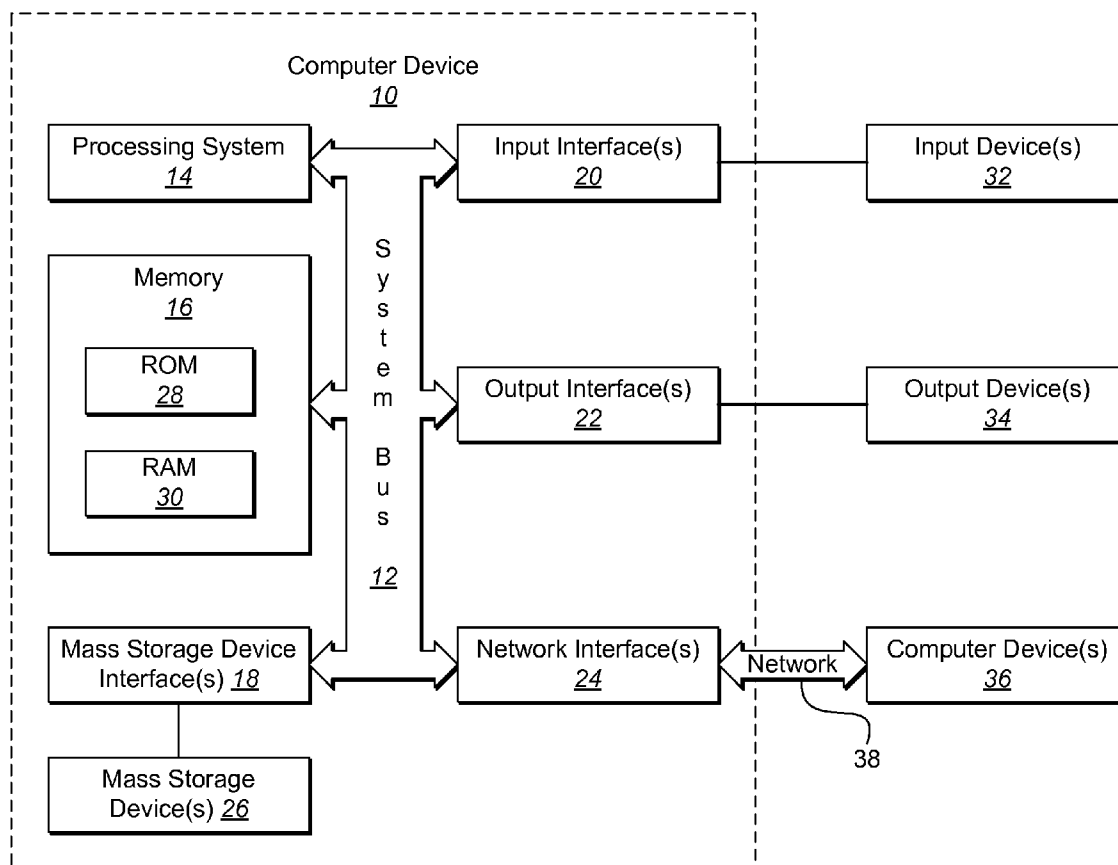 Computer Device
10
Processing System
14
Input Interface(s)
20
Input Device(s)
32
Memory
16
ROM
28
RAM
30
System Bus
12
Output Interface(s)
22
Output Device(s)
34
Mass Storage Device
Interface(s) 18
Network Interface(s)
24
Network
Computer Device(s)
36
38
Mass Storage
Device(s) 26